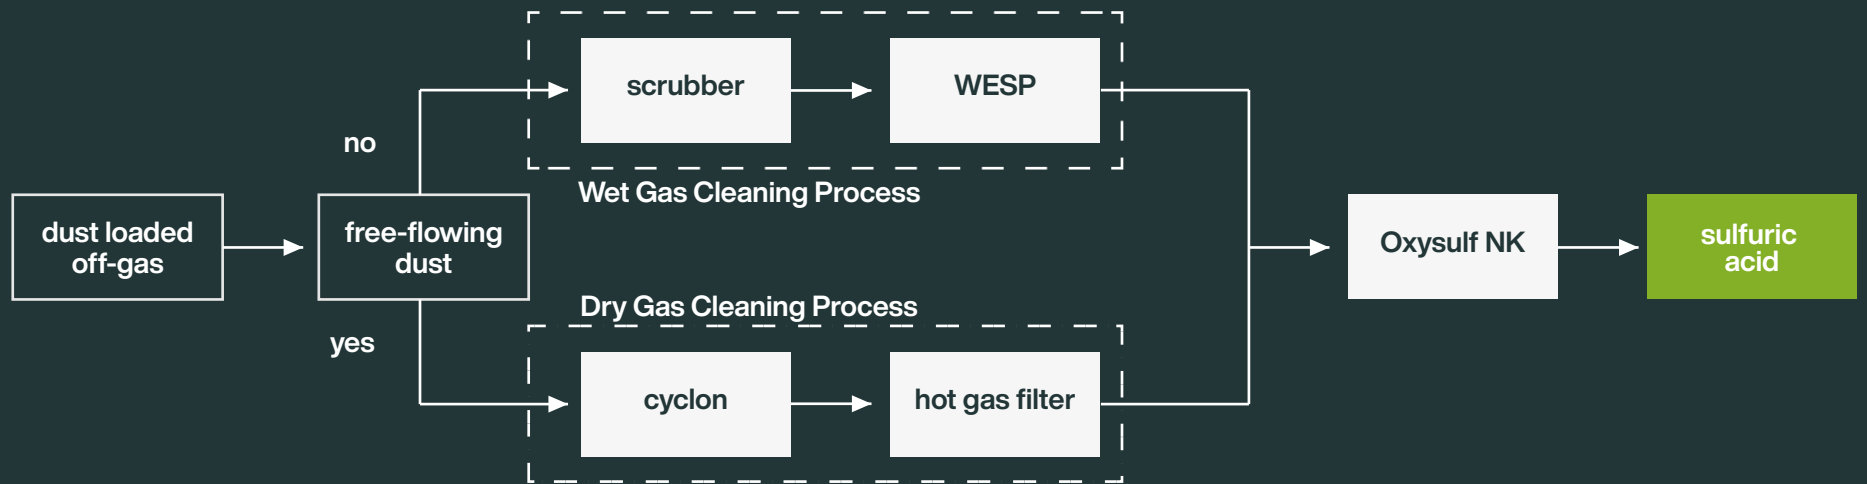 dust loaded
off-gas
free-flowing
dust
no
yes
scrubber
WESP
Wet Gas Cleaning Process
Dry Gas Cleaning Process
cyclon
hot gas filter
Oxysulf NK
sulfuric
acid